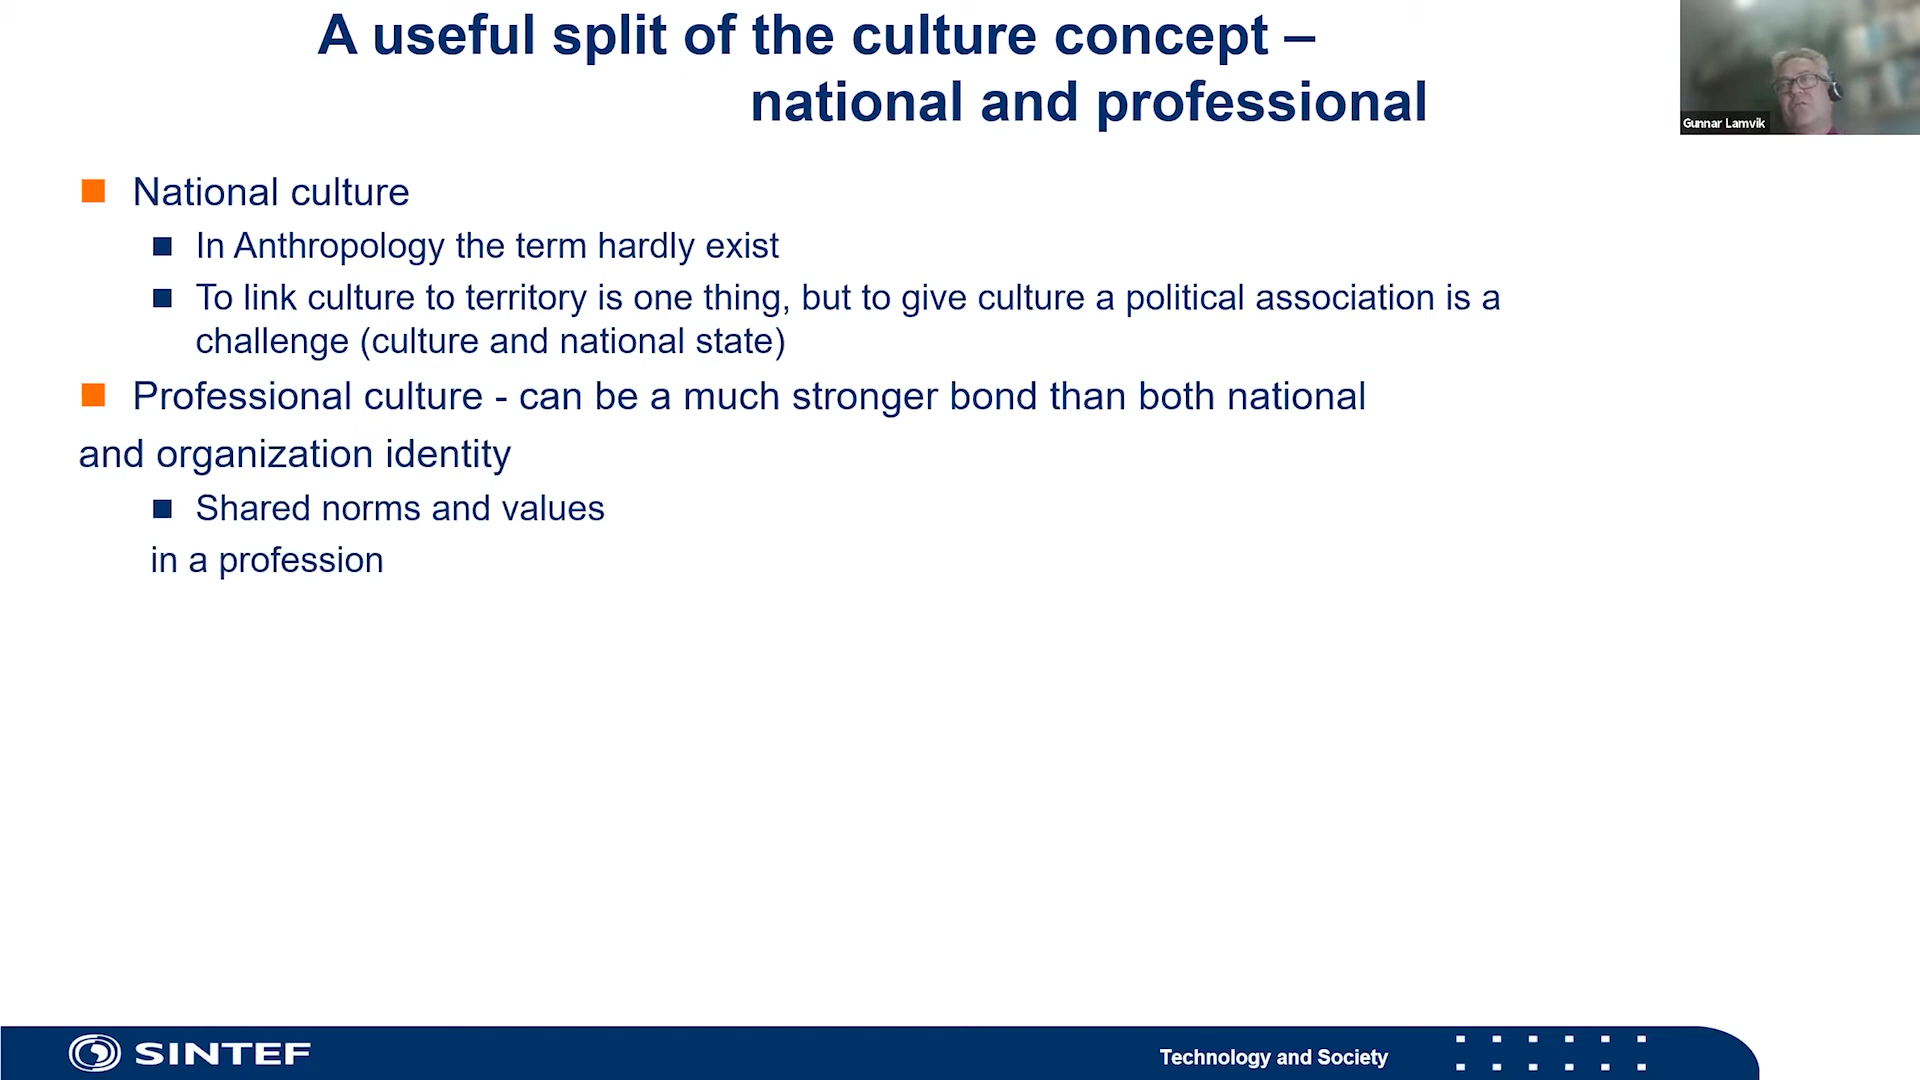 A useful split of the culture concept –
national and professional
Gunnar Lamvik
National culture
In Anthropology the term hardly exist
To link culture to territory is one thing, but to give culture a political association is a
challenge (culture and national state)
Professional culture - can be a much stronger bond than both national
and organization identity
Shared norms and values
in a profession
SINTEF
Technology and Society